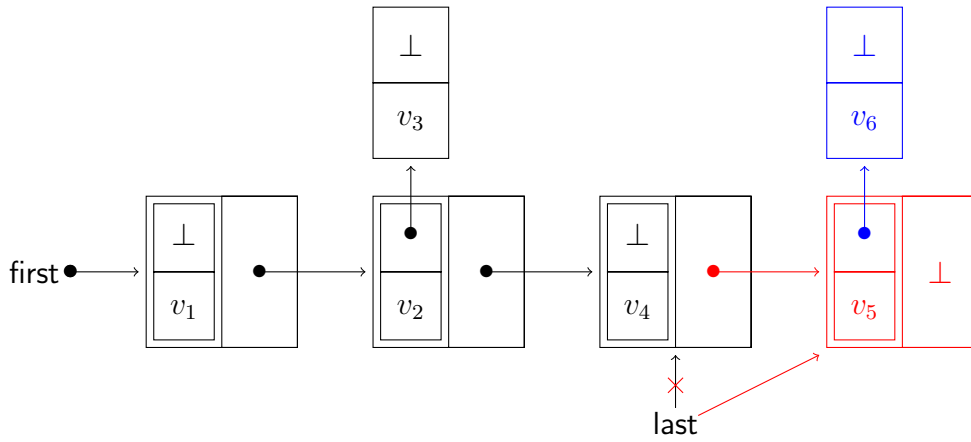 ⊥ ⊥
v₃ v₆
⊥ ⊥
first ⊥
v₁ v₂ v₄ v₅
last